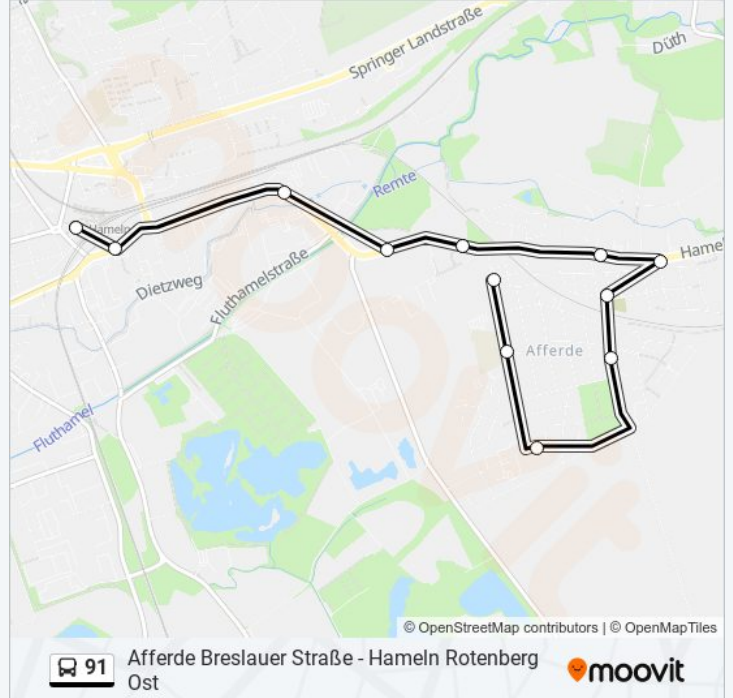 Springer Landstraße
Düth
Remte
Hameln
Hamel
Dietzweg
Fluthamelstraße
Afferde
Fluthamel
© OpenStreetMap contributors | © OpenMapTiles
91
Afferde Breslauer Straße - Hameln Rotenberg
Ost
moovit